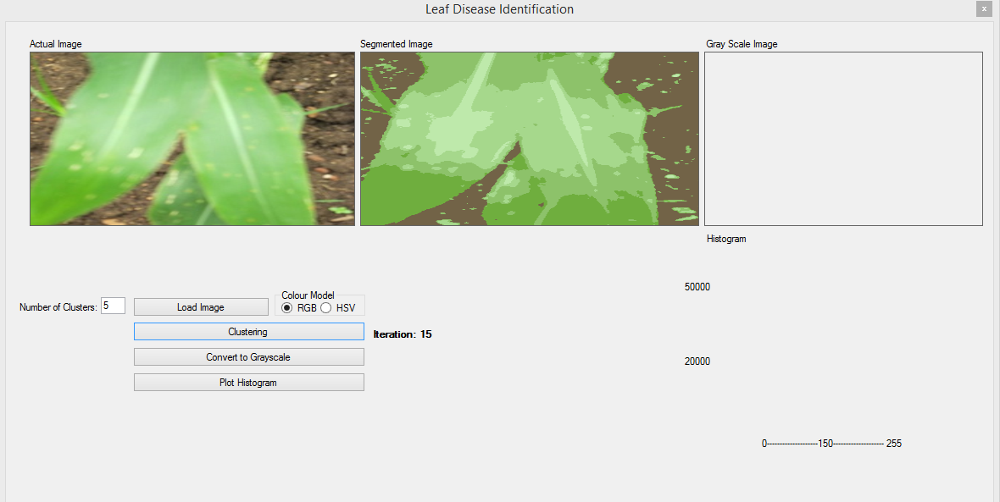 Leaf Disease Identification
x
Actual Image
Segmented Image
Gray Scale Image
Histogram
50000
Number of Clusters: 5
Load Image
Colour Model
RGB HSV
Clustering
Iteration: 15
Convert to Grayscale
20000
Plot Histogram
0--------------------150-------------------- 255